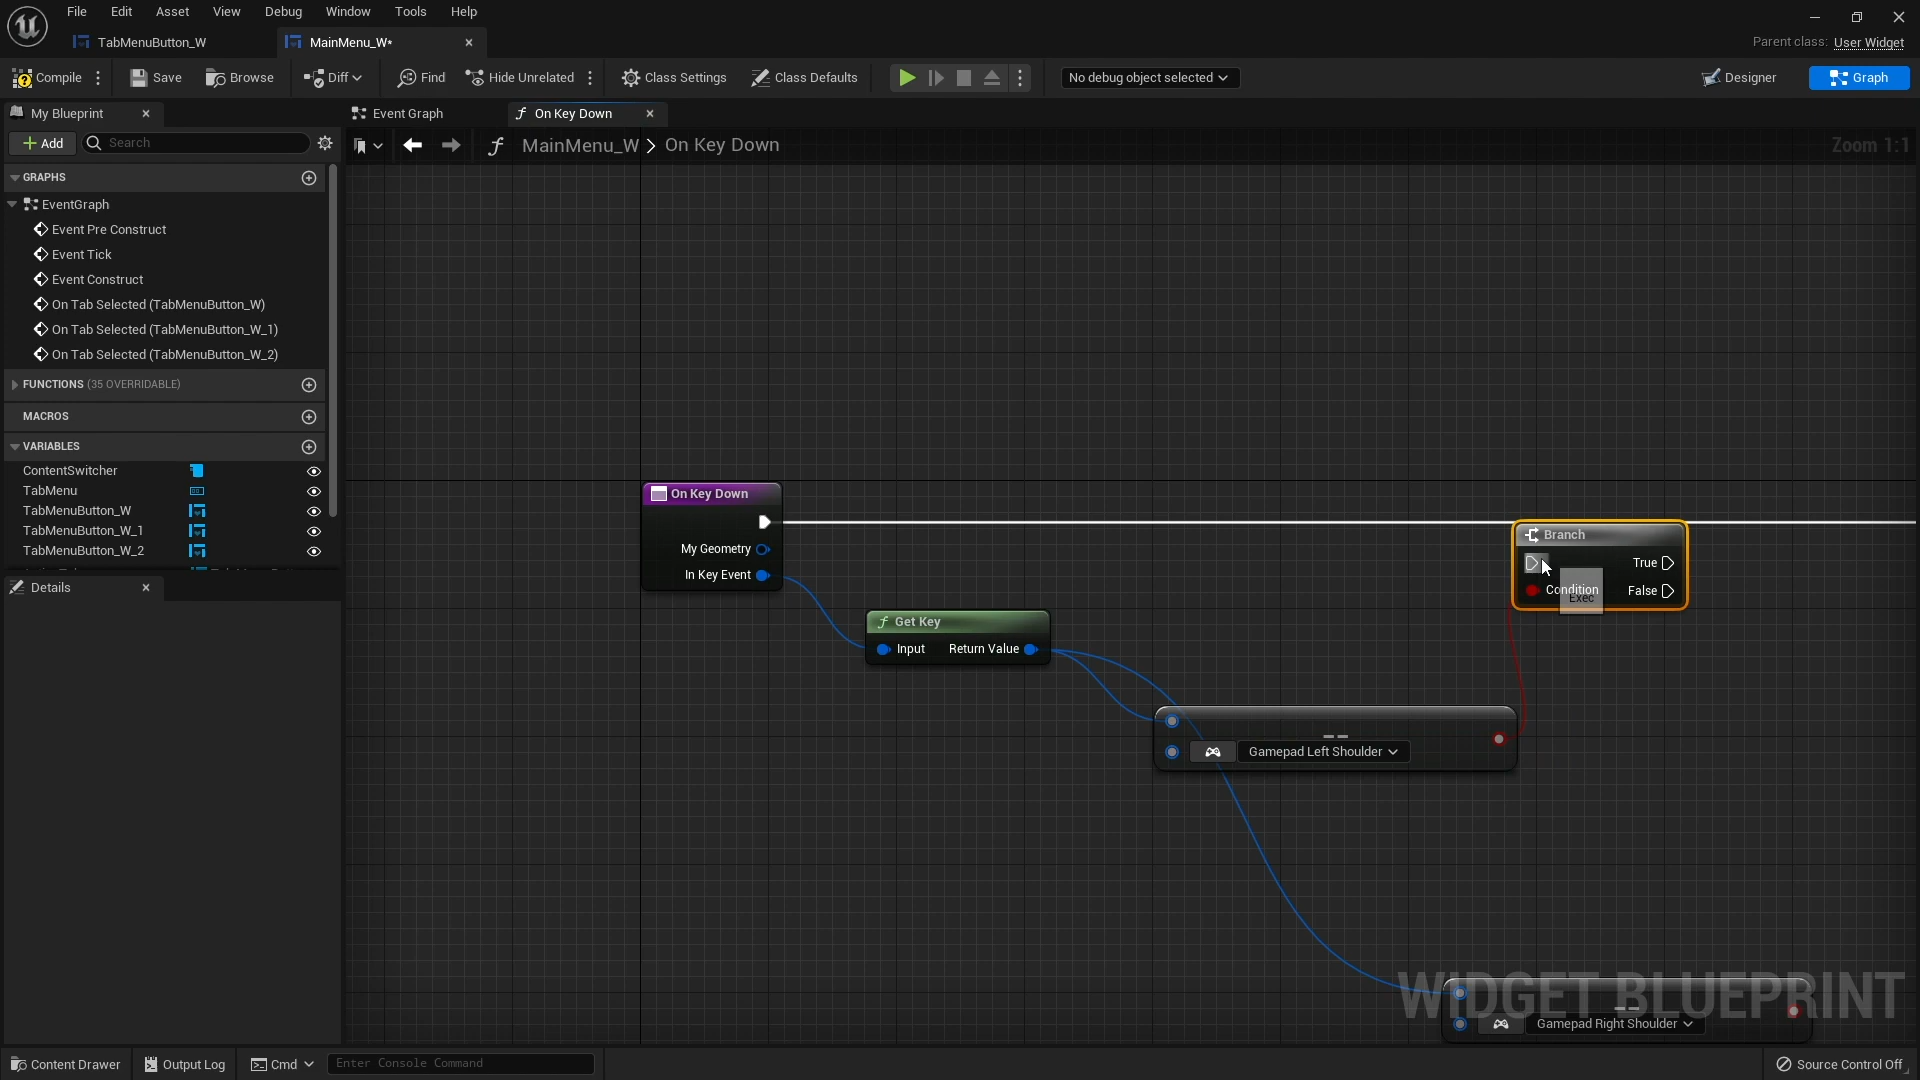 File Edit Asset View Debug Window Tools Help
TabMenuButton_W
MainMenu_W*
Parent class: User Widget
Compile
Save
Browse
Diff
Find
Hide Unrelated
Class Settings
Class Defaults
No debug object selected
Designer
Graph
My Blueprint
Event Graph
On Key Down
Add
Search
MainMenu_W > On Key Down
Zoom 1:1
GRAPHS
EventGraph
Event Pre Construct
Event Tick
Event Construct
On Tab Selected (TabMenuButton_W)
On Tab Selected (TabMenuButton_W_1)
On Tab Selected (TabMenuButton_W_2)
FUNCTIONS (35 OVERRIDABLE)
MACROS
VARIABLES
ContentSwitcher
TabMenu
TabMenuButton_W
TabMenuButton_W_1
TabMenuButton_W_2
Details
On Key Down
My Geometry
In Key Event
Get Key
Input Return Value
Branch
True
Condition
False
Exec
==
Gamepad Left Shoulder
==
Gamepad Right Shoulder
WIDGET BLUEPRINT
Content Drawer
Output Log
Cmd
Enter Console Command
Source Control Off